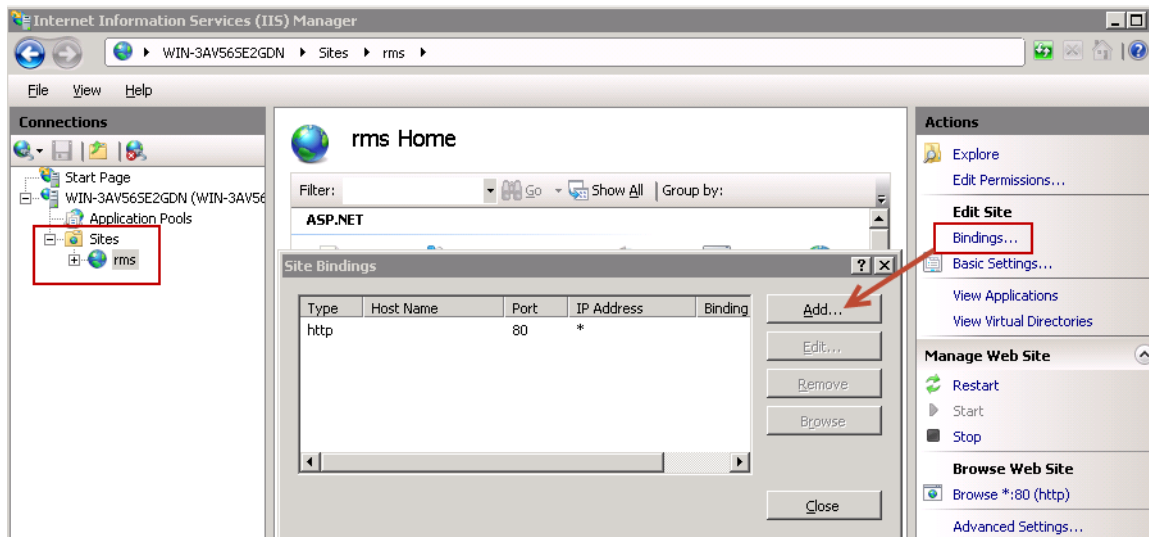 Internet Information Services (IIS) Manager
WIN-3AV56SE2GDN ▸ Sites ▸ rms ▸
File View Help
Connections
Start Page
WIN-3AV56SE2GDN (WIN-3AV56
Application Pools
Sites
rms
rms Home
Filter: Go Show All Group by:
ASP.NET
Site Bindings
Type Host Name Port IP Address Binding
http 80 *
Add...
Edit...
Remove
Browse
Close
Actions
Explore
Edit Permissions...
Edit Site
Bindings...
Basic Settings...
View Applications
View Virtual Directories
Manage Web Site
Restart
Start
Stop
Browse Web Site
Browse *:80 (http)
Advanced Settings...